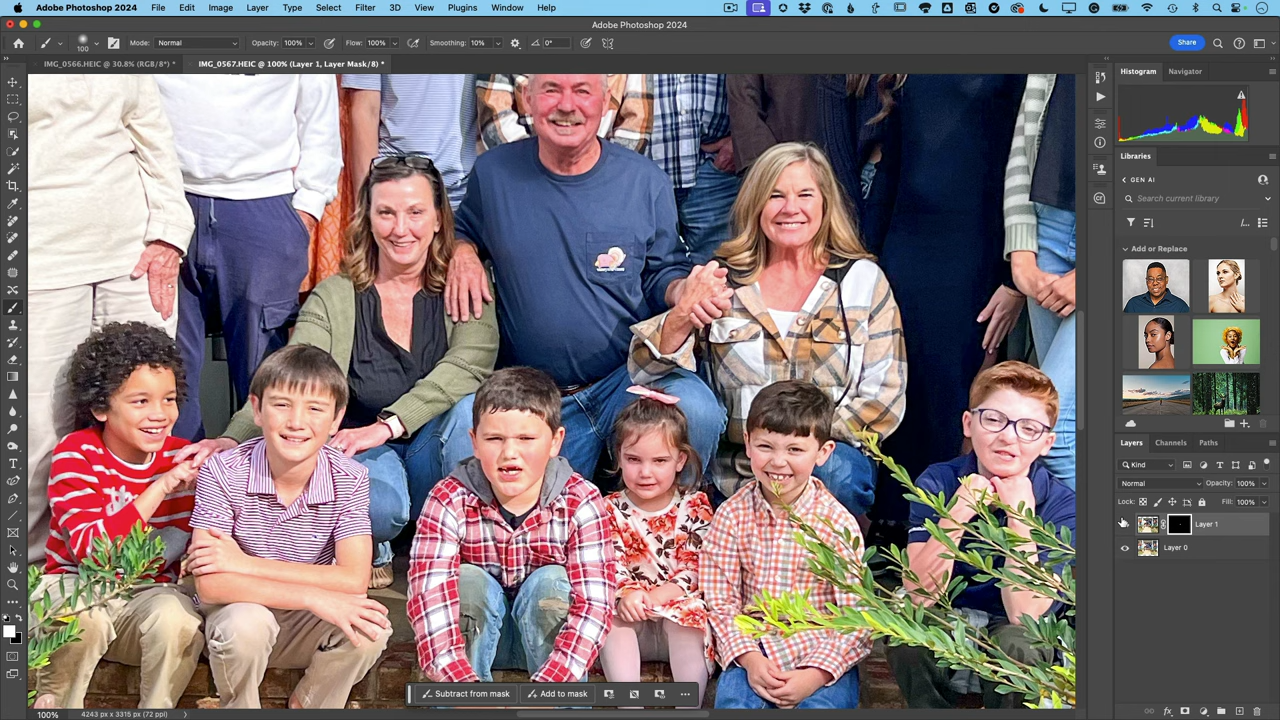 Adobe Photoshop 2024 File Edit Image Layer Type Select Filter 3D View Plugins Window Help
Adobe Photoshop 2024
100 Mode: Normal Opacity: 100% Flow: 100% Smoothing: 10% 0° Share
IMG_0566.HEIC @ 30.8% (RGB/8*) * IMG_0567.HEIC @ 100% (Layer 1, Layer Mask/8) *
Histogram Navigator
Libraries
GEN AI
Search current library
Add or Replace
Layers Channels Paths
Kind
Normal Opacity: 100%
Lock: Fill: 100%
Layer 1
Layer 0
Subtract from mask Add to mask
100% 4243 px x 3315 px (72 ppi)